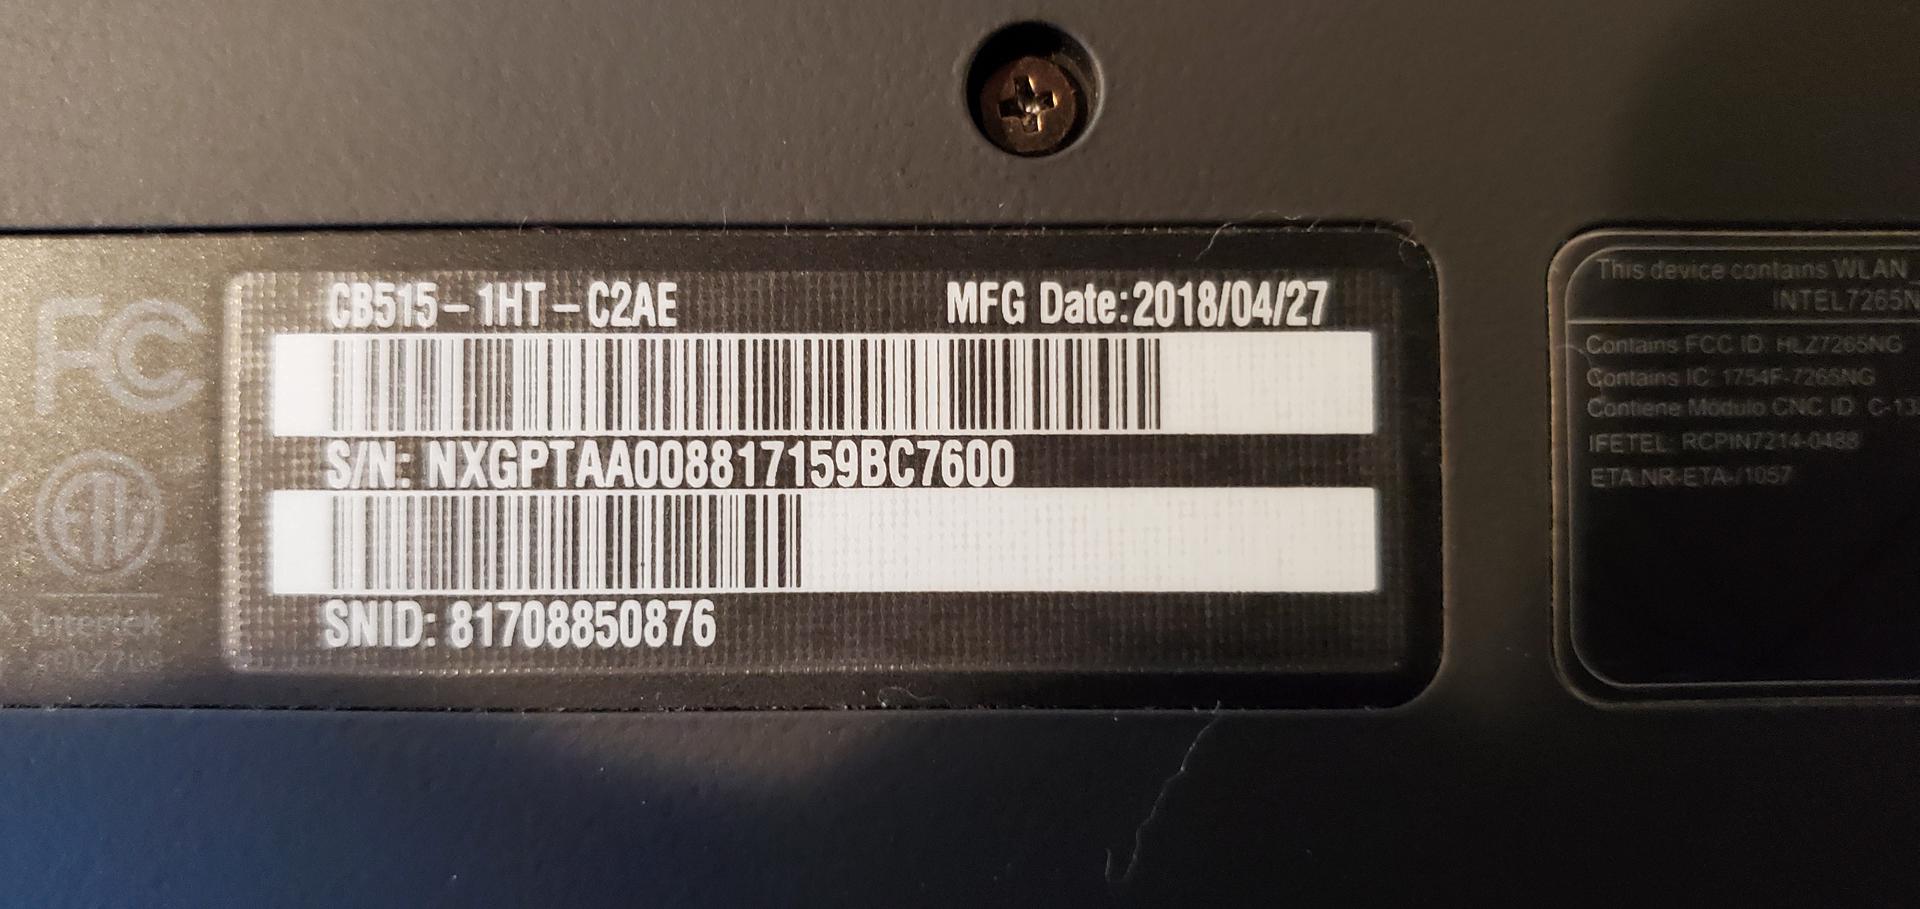 CB515-1HT-C2AE
MFG Date:2018/04/27
S/N: NXGPTAA008817159BC7600
SNID: 81708850876
FC
ETL
Intertek
This device contains WLAN
INTEL7265N
Contains FCC ID: HLZ7265NG
Contains IC: 1754F-7265NG
Contiene Modulo CNC ID: C-13
IFETEL: RCPIN7214-0488
ETA NR-ETA-/1057